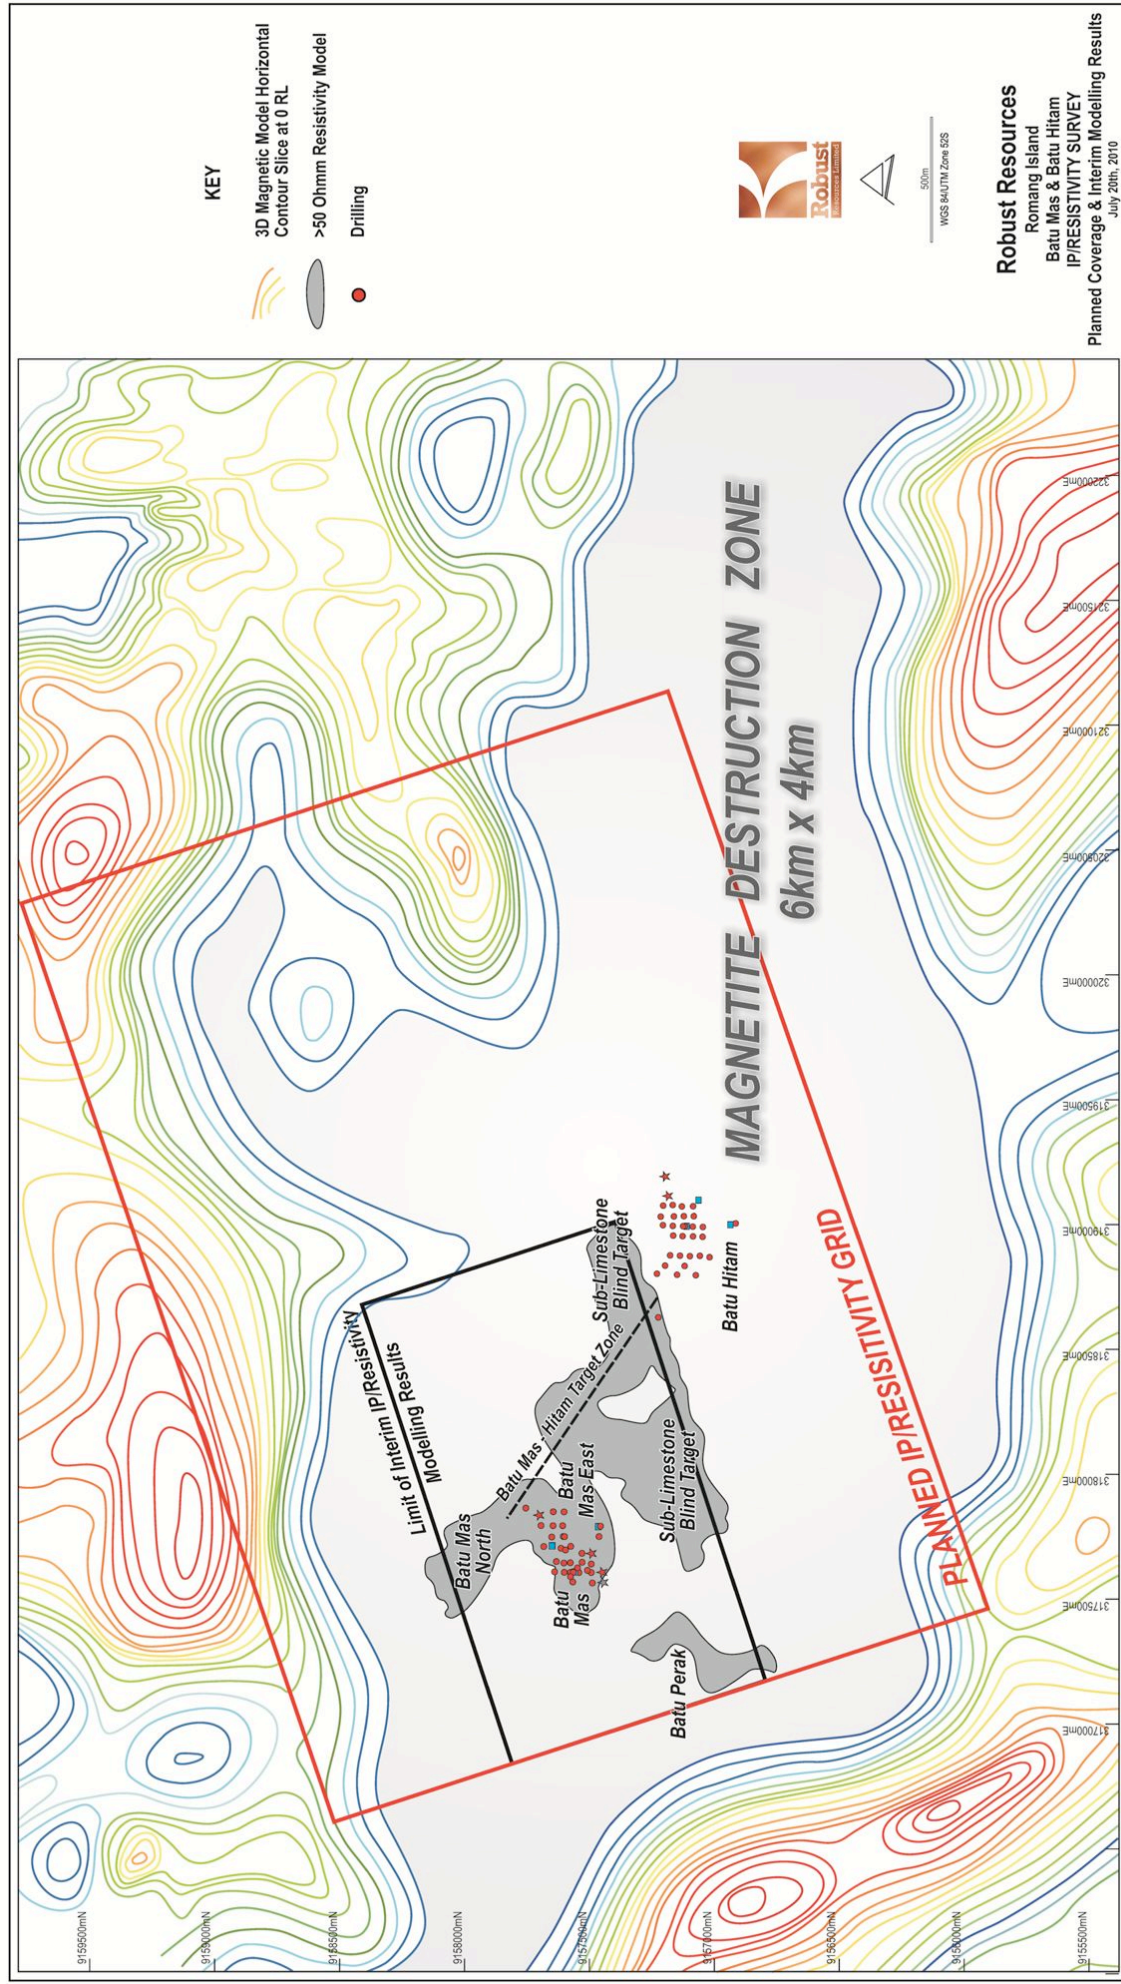 KEY
3D Magnetic Model Horizontal
Contour Slice at 0 RL
>50 Ohmm Resistivity Model
Drilling
Robust
Resources Limited
500m
WGS 84/UTM Zone 52S
Robust Resources
Romang Island
Batu Mas & Batu Hitam
IP/RESISTIVITY SURVEY
Planned Coverage & Interim Modelling Results
July 20th, 2010
MAGNETITE DESTRUCTION ZONE
6km x 4km
PLANNED IP/RESISITIVITY GRID
Limit of Interim IP/Resistivity
Modelling Results
Batu Mas
North
Batu Mas - Hitam Target Zone
Batu
Mas East
Batu
Mas
Sub-Limestone
Blind Target
Sub-Limestone
Blind Target
Batu Hitam
Batu Perak
9159500mN
9159000mN
9158500mN
9158000mN
9157500mN
9157000mN
9156500mN
9156000mN
9155500mN
317000mE
317500mE
318000mE
318500mE
319000mE
319500mE
320000mE
320500mE
321000mE
321500mE
322000mE